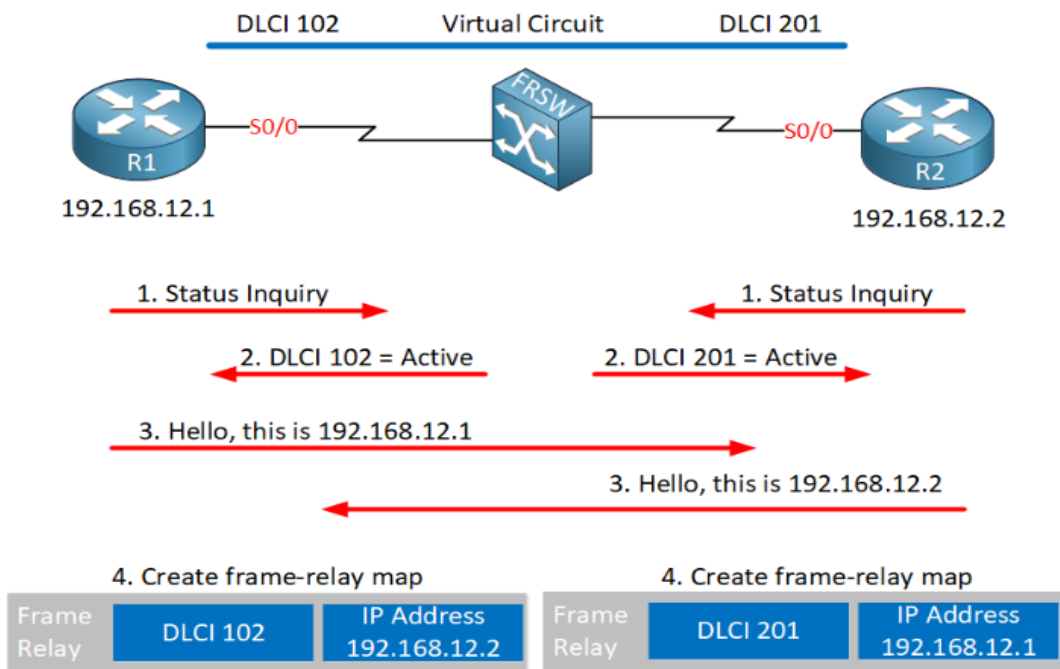 DLCI 102 Virtual Circuit DLCI 201
FRSW
S0/0 S0/0
R1 R2
192.168.12.1 192.168.12.2
1. Status Inquiry 1. Status Inquiry
2. DLCI 102 = Active 2. DLCI 201 = Active
3. Hello, this is 192.168.12.1
3. Hello, this is 192.168.12.2
4. Create frame-relay map 4. Create frame-relay map
Frame Relay DLCI 102 IP Address 192.168.12.2
Frame Relay DLCI 201 IP Address 192.168.12.1